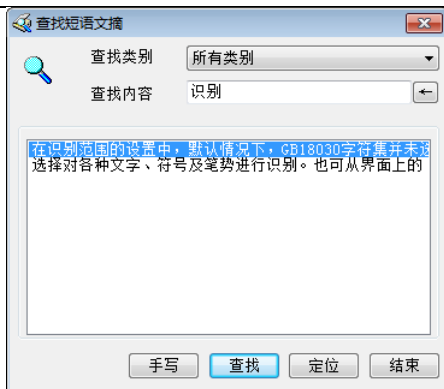 查找短语文摘
查找类别 所有类别
查找内容 识别
在识别范围的设置中，默认情况下，GB18030字符集并未
选择对各种文字、符号及笔势进行识别。也可从界面上的
手写 查找 定位 结束